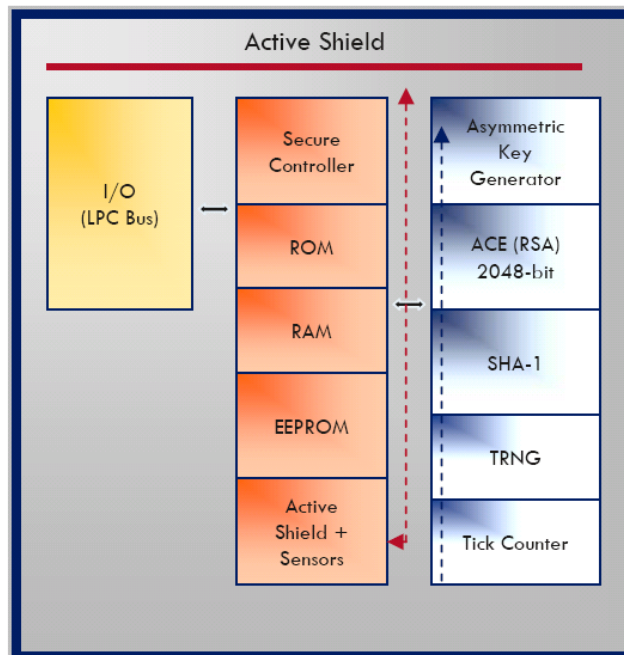 Active Shield
I/O
(LPC Bus)
Secure
Controller
ROM
RAM
EEPROM
Active
Shield +
Sensors
Asymmetric
Key
Generator
ACE (RSA)
2048-bit
SHA-1
TRNG
Tick Counter